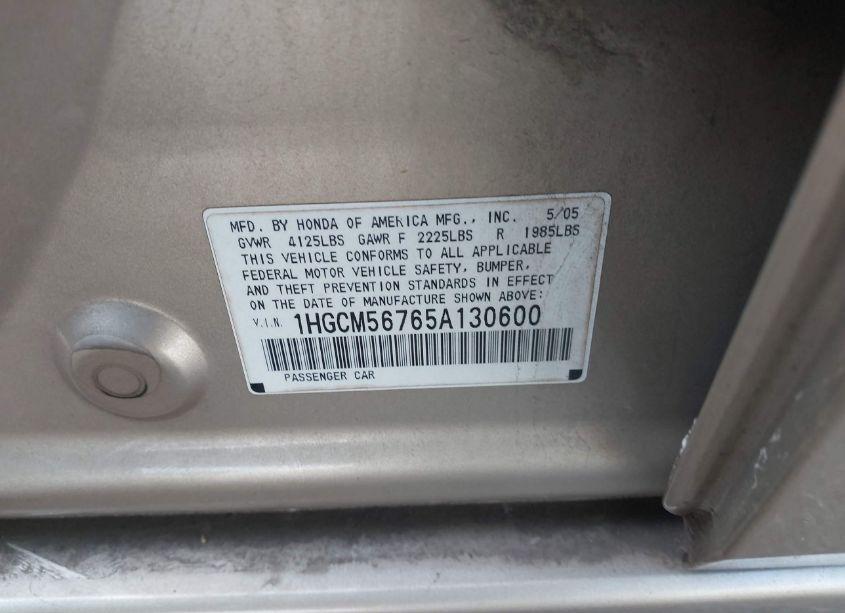 MFD. BY HONDA OF AMERICA MFG., INC. 5/05
GVWR 4125LBS GAWR F 2225LBS R 1985LBS
THIS VEHICLE CONFORMS TO ALL APPLICABLE
FEDERAL MOTOR VEHICLE SAFETY, BUMPER,
AND THEFT PREVENTION STANDARDS IN EFFECT
ON THE DATE OF MANUFACTURE SHOWN ABOVE:
V.I.N. 1HGCM56765A130600
PASSENGER CAR